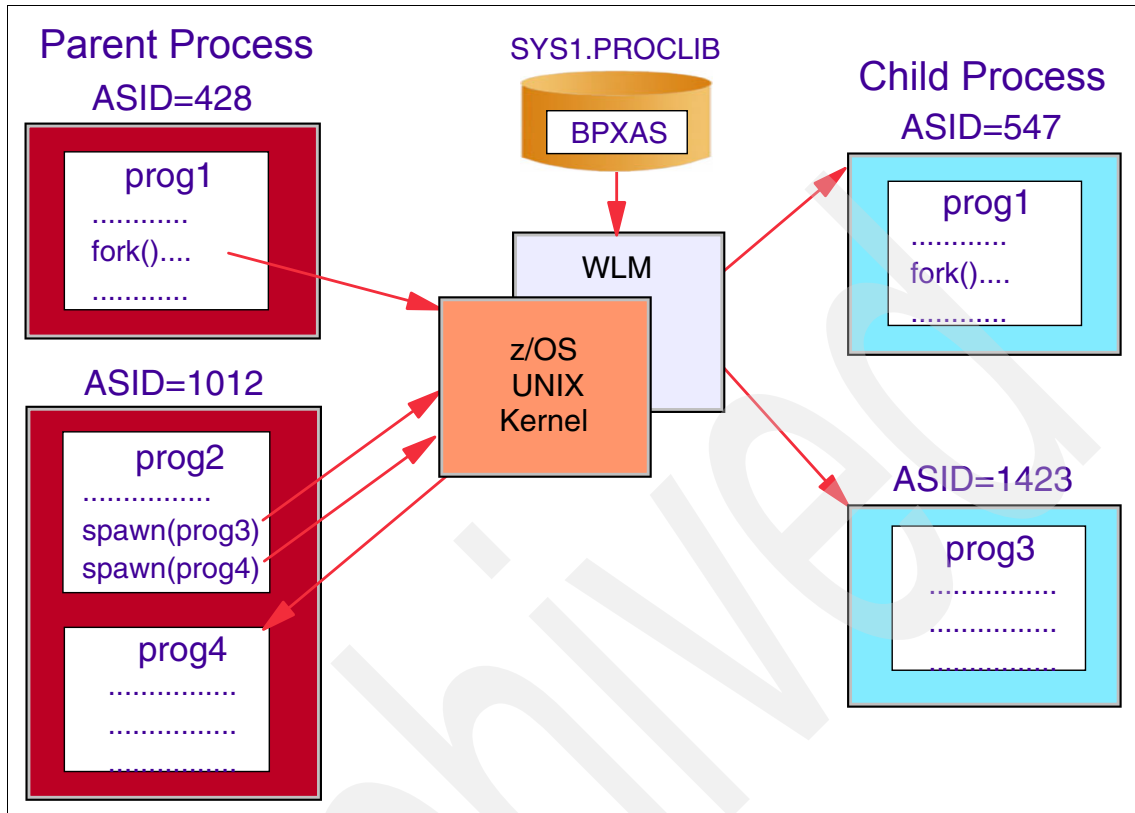 Parent Process
ASID=428
prog1
............
fork()....
............
ASID=1012
prog2
................
spawn(prog3)
spawn(prog4)
prog4
................
................
................
SYS1.PROCLIB
BPXAS
WLM
z/OS
UNIX
Kernel
Child Process
ASID=547
prog1
............
fork()....
............
ASID=1423
prog3
................
................
................